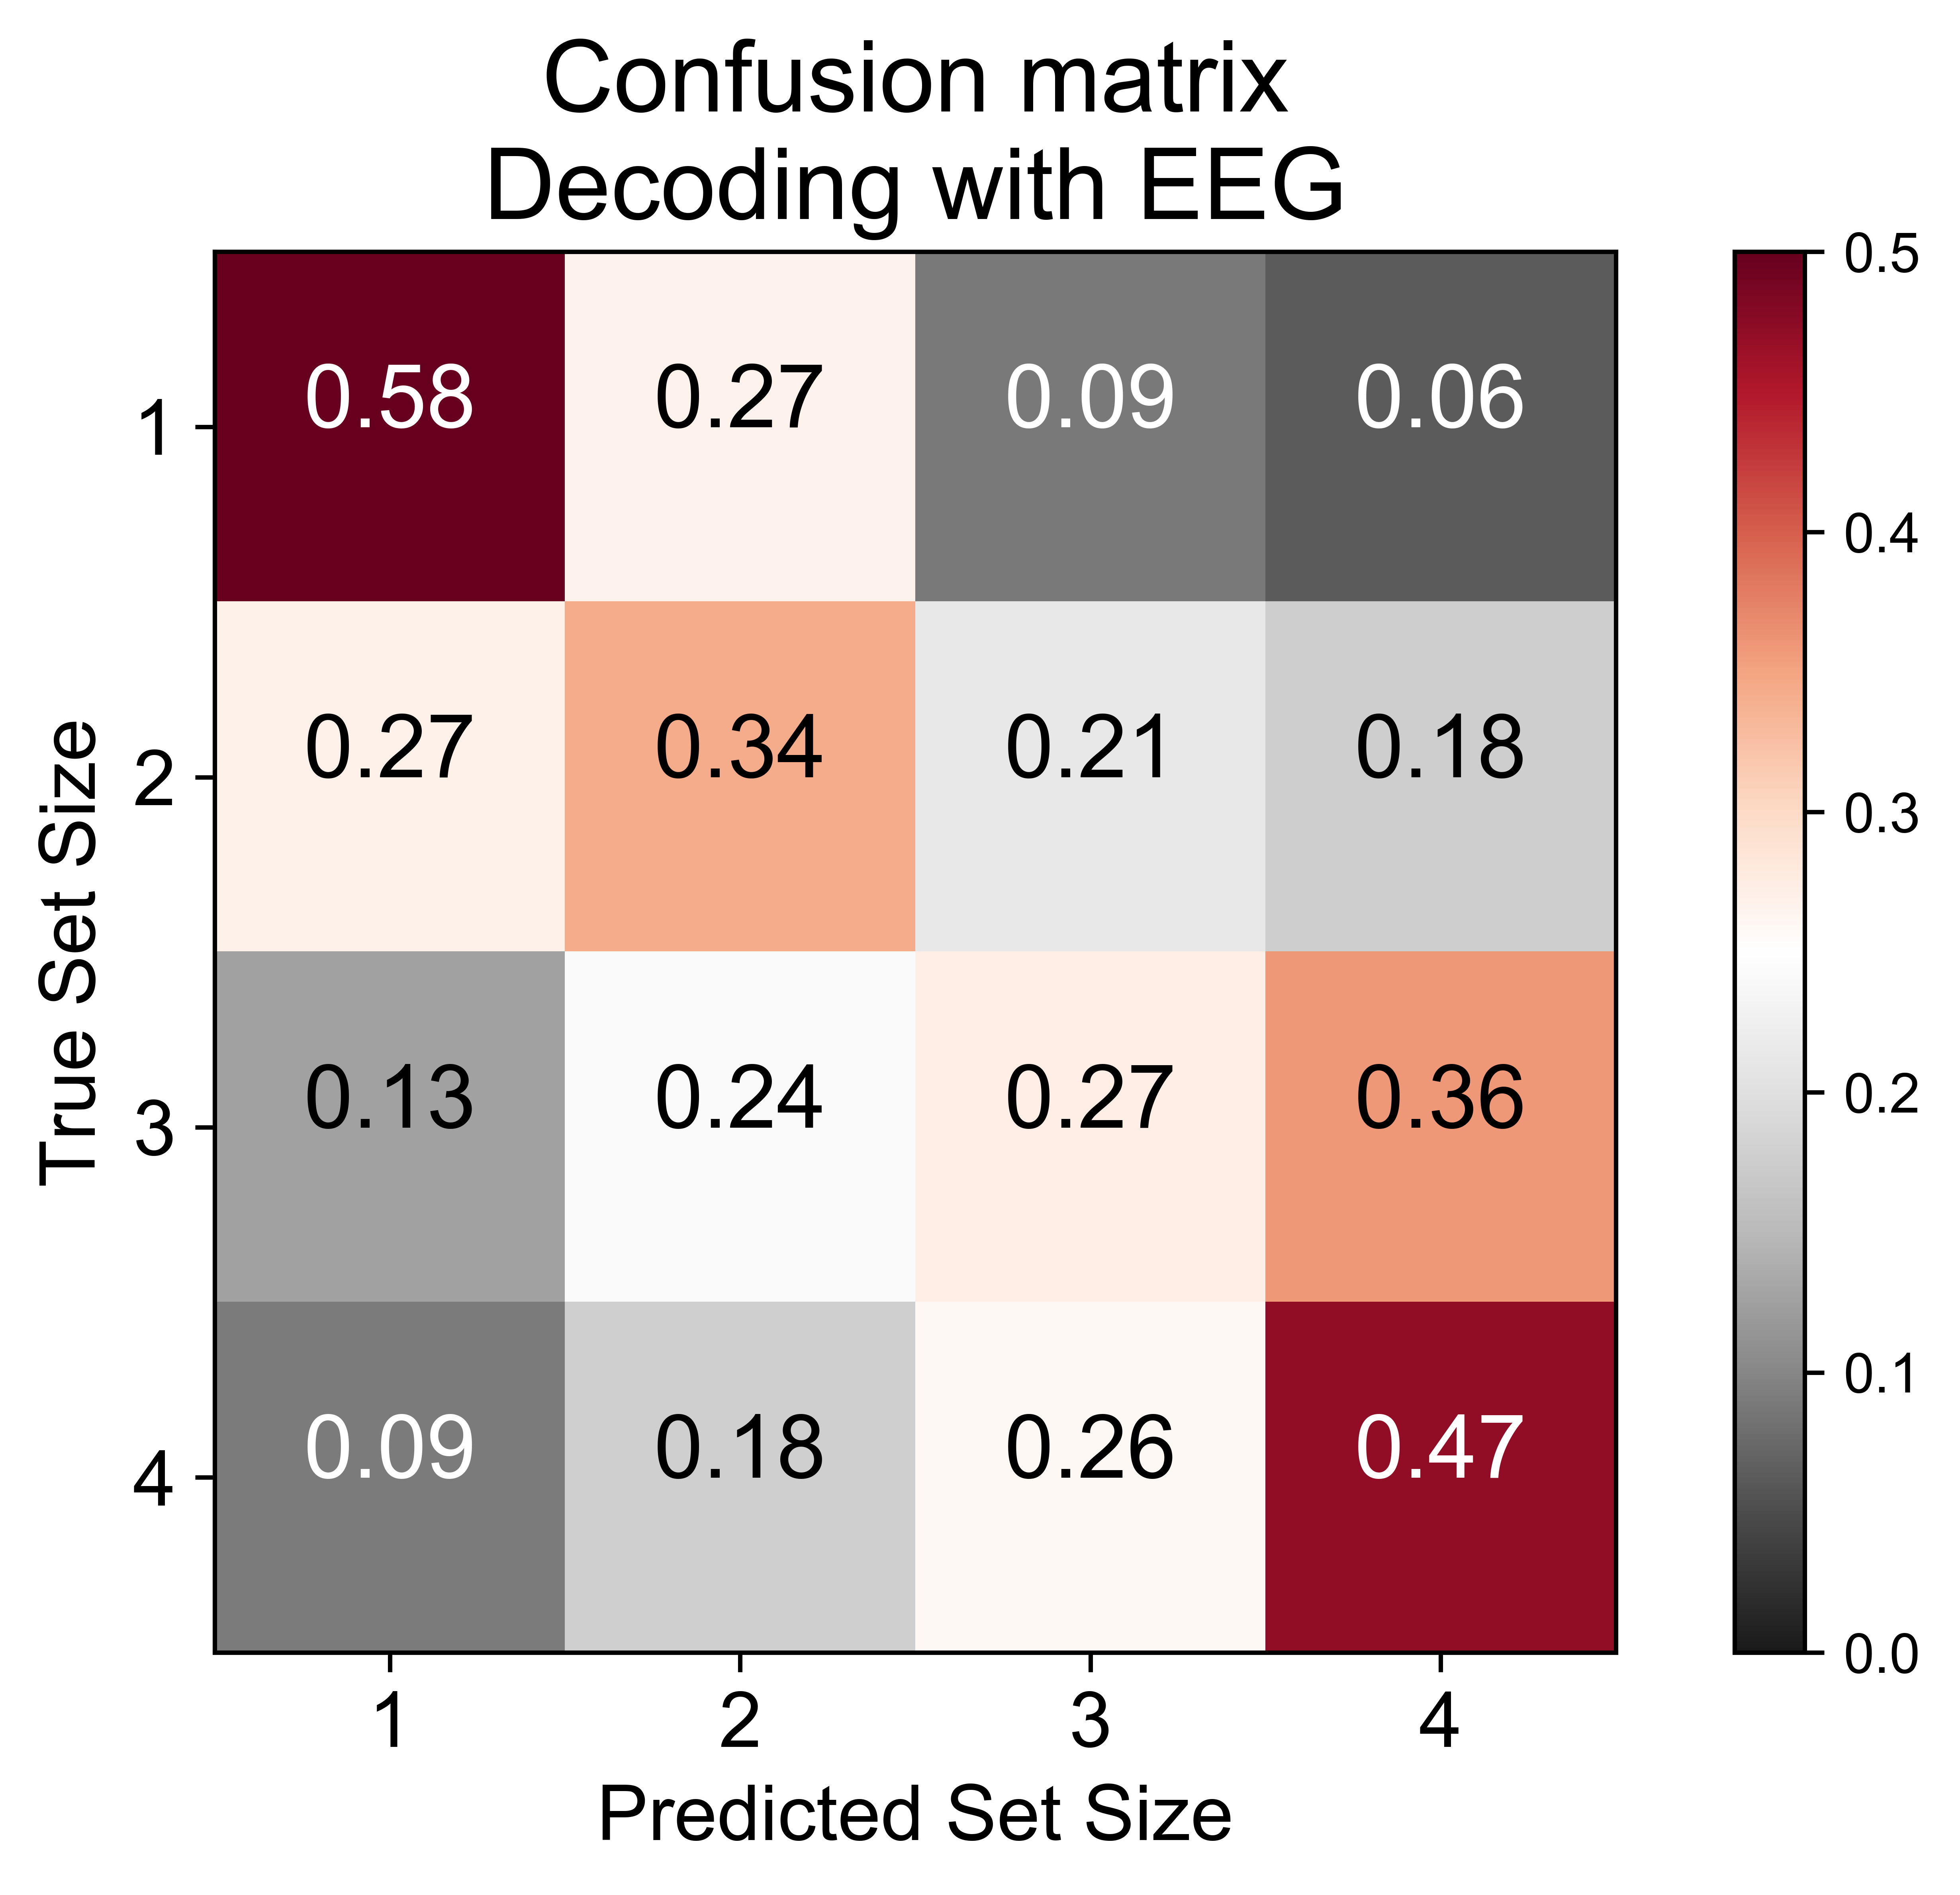 Confusion matrix
Decoding with EEG
0.5
0.4
0.3
0.2
0.1
0.0
True Set Size
1
0.58 0.27 0.09 0.06
2
0.27 0.34 0.21 0.18
3
0.13 0.24 0.27 0.36
4
0.09 0.18 0.26 0.47
1 2 3 4
Predicted Set Size